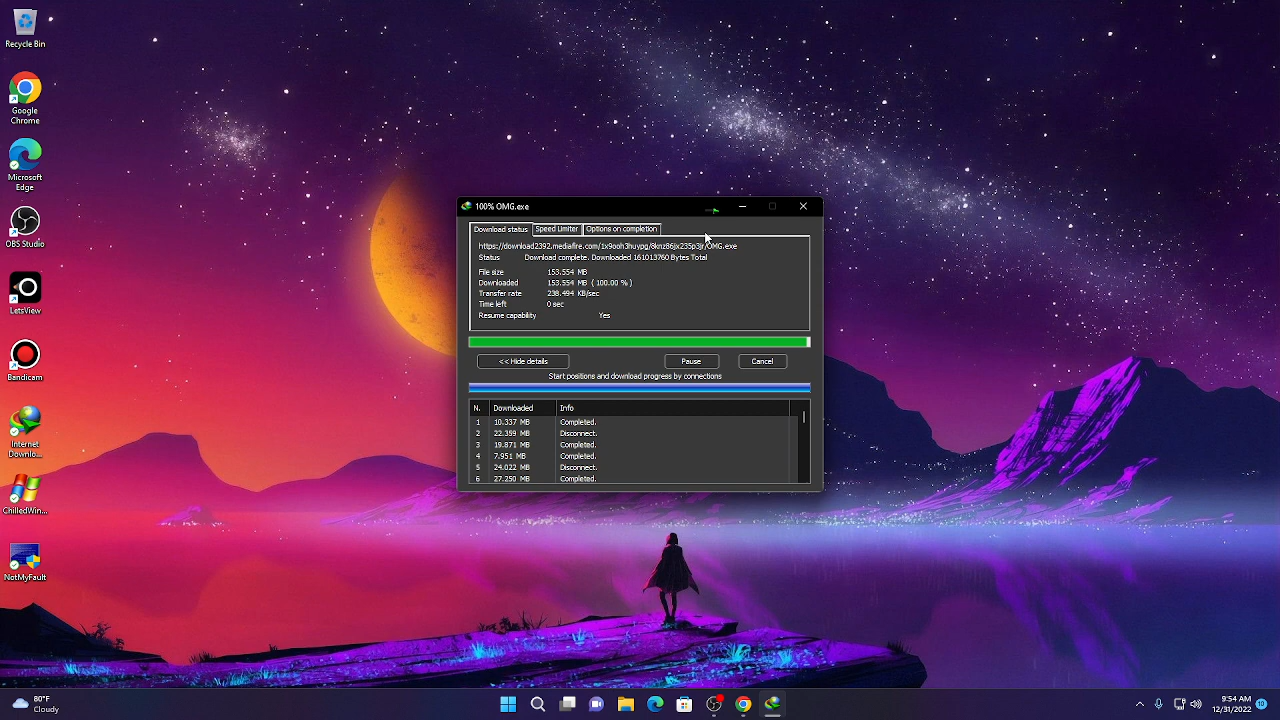 Recycle Bin
Google
Chrome
Microsoft
Edge
OBS Studio
LetsView
Bandicam
Internet
Downlo...
ChilledWin...
NotMyFault
100% OMG.exe
Download status
Speed Limiter
Options on completion
Status Download complete. Downloaded 161013760 Bytes Total
File size 153.554 MB
Downloaded 153.554 MB ( 100.00 % )
Transfer rate 238.494 KB/sec
Time left 0 sec
Resume capability Yes
<< Hide details
Pause
Cancel
Start positions and download progress by connections
N. Downloaded Info
1 10.337 MB Completed.
2 22.399 MB Disconnect.
3 19.871 MB Completed.
4 7.951 MB Completed.
5 24.022 MB Disconnect.
6 27.250 MB Completed.
80°F
Cloudy
9:54 AM
12/31/2022
10